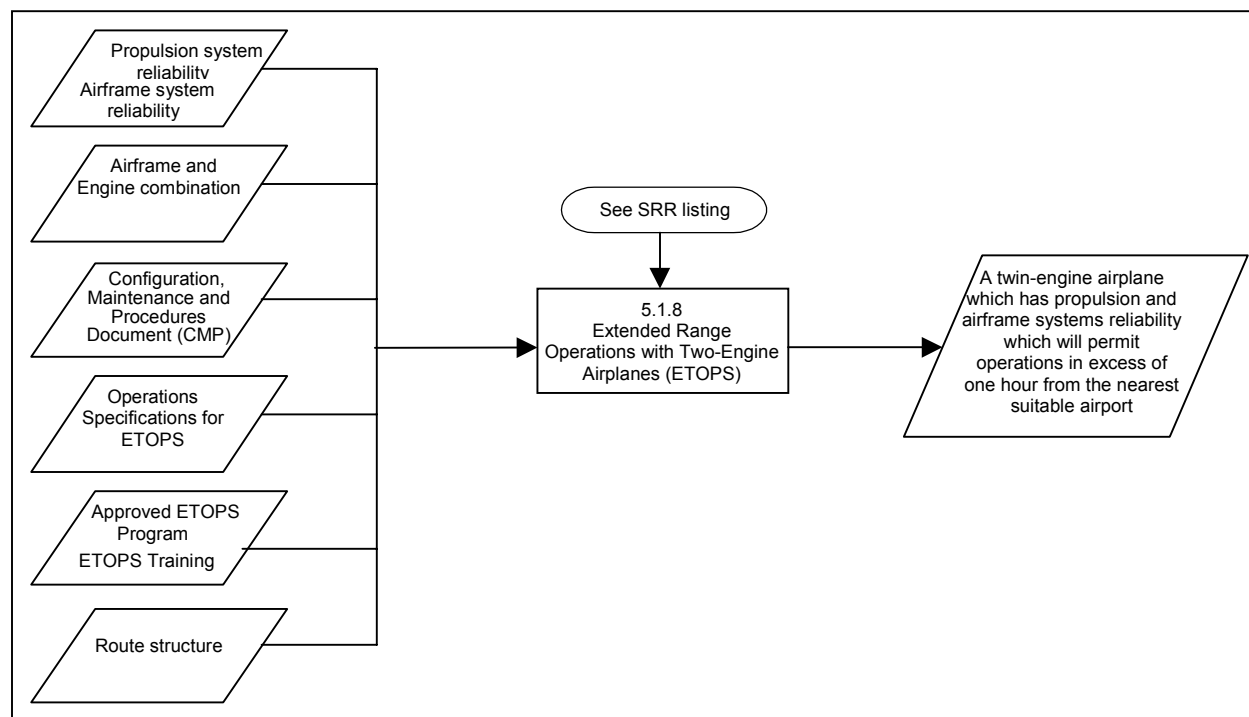 Propulsion system
reliability
Airframe system
reliability
Airframe and
Engine combination
Configuration,
Maintenance and
Procedures
Document (CMP)
Operations
Specifications for
ETOPS
Approved ETOPS
Program
ETOPS Training
Route structure
See SRR listing
5.1.8
Extended Range
Operations with Two-Engine
Airplanes (ETOPS)
A twin-engine airplane
which has propulsion and
airframe systems reliability
which will permit
operations in excess of
one hour from the nearest
suitable airport